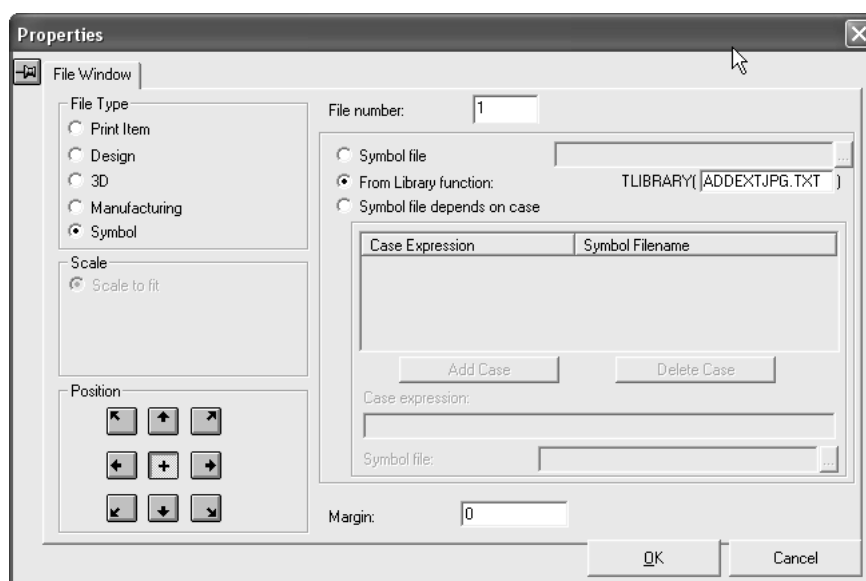 Properties
File Window
File Type
Print Item
Design
3D
Manufacturing
Symbol
Scale
Scale to fit
Position
File number: 1
Symbol file ...
From Library function: TLIBRARY( ADDEXTJPG.TXT )
Symbol file depends on case
Case Expression Symbol Filename
Add Case Delete Case
Case expression:
Symbol file: ...
Margin: 0
OK Cancel